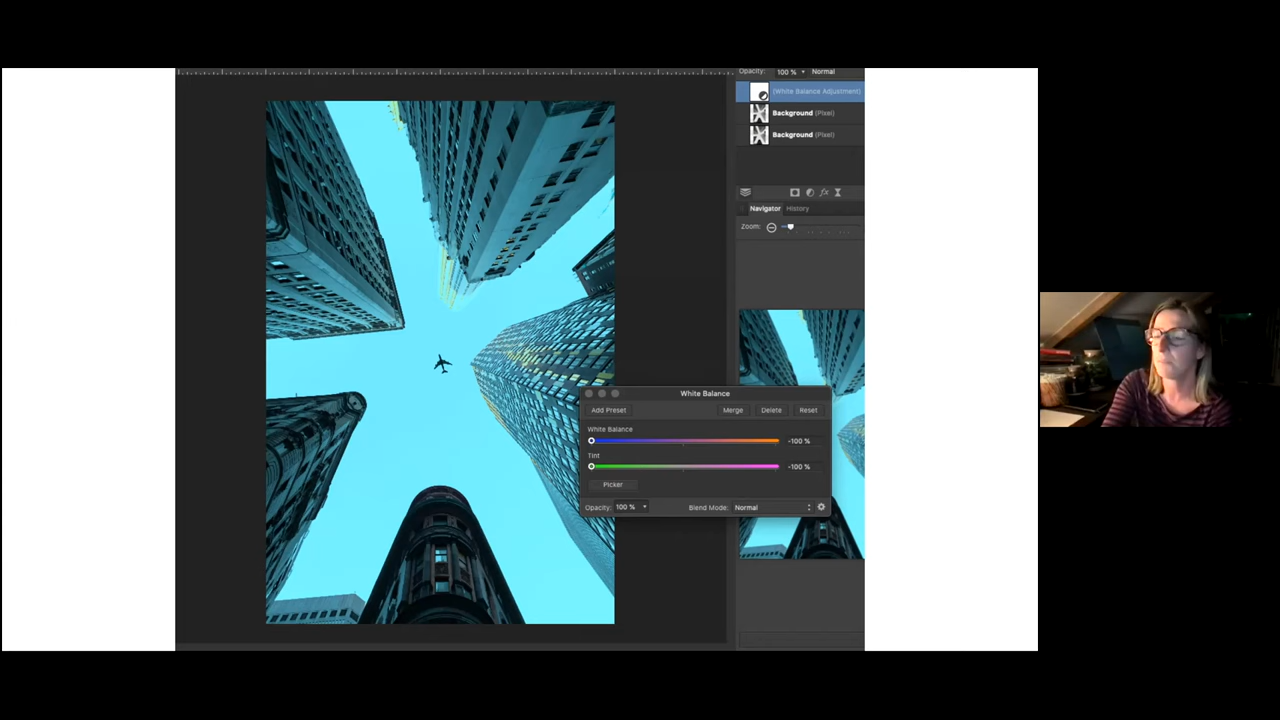 Opacity: 100 % Normal
(White Balance Adjustment)
Background (Pixel)
Background (Pixel)
fx
Navigator History
Zoom:
White Balance
Add Preset Merge Delete Reset
White Balance
-100 %
Tint
-100 %
Picker
Opacity: 100 % Blend Mode: Normal